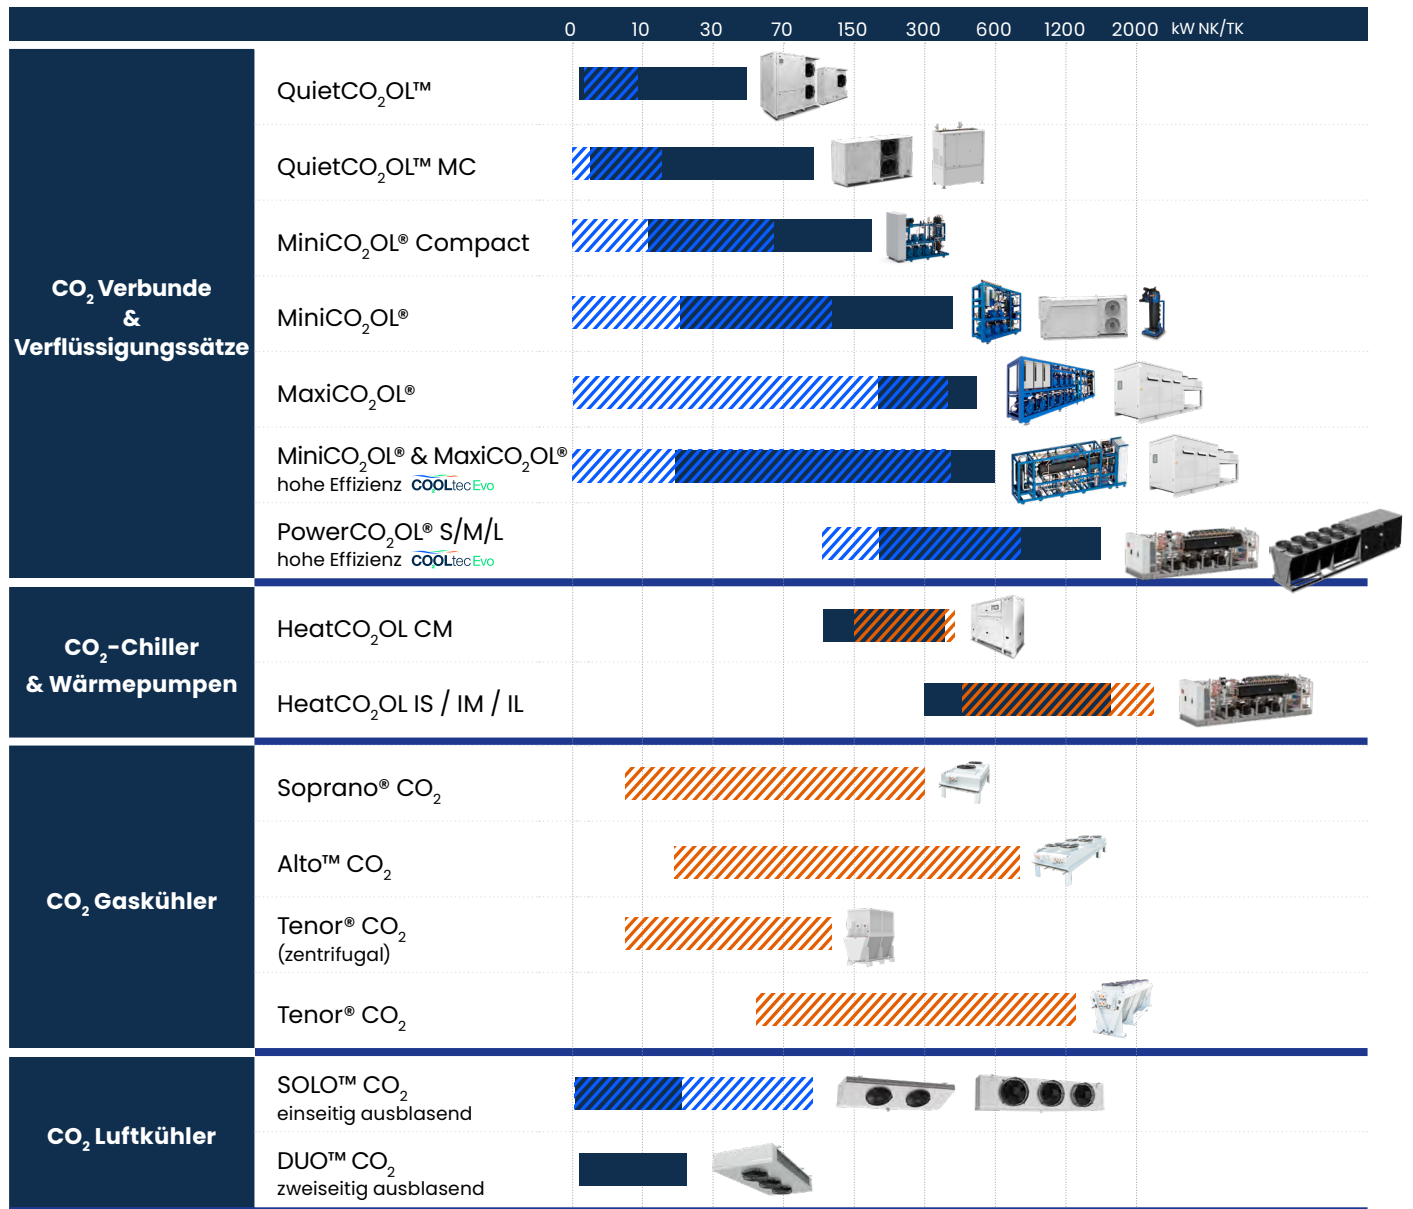 0 10 30 70 150 300 600 1200 2000 kW NK/TK
CO₂ Verbunde
&
Verflüssigungssätze
QuietCO₂OL™
QuietCO₂OL™ MC
MiniCO₂OL® Compact
MiniCO₂OL®
MaxiCO₂OL®
MiniCO₂OL® & MaxiCO₂OL®
hohe Effizienz COOLtec Evo
PowerCO₂OL® S/M/L
hohe Effizienz COOLtec Evo
CO₂-Chiller
& Wärmepumpen
HeatCO₂OL CM
HeatCO₂OL IS / IM / IL
CO₂ Gaskühler
Soprano® CO₂
Alto™ CO₂
Tenor® CO₂
(zentrifugal)
Tenor® CO₂
CO₂ Luftkühler
SOLO™ CO₂
einseitig ausblasend
DUO™ CO₂
zweiseitig ausblasend